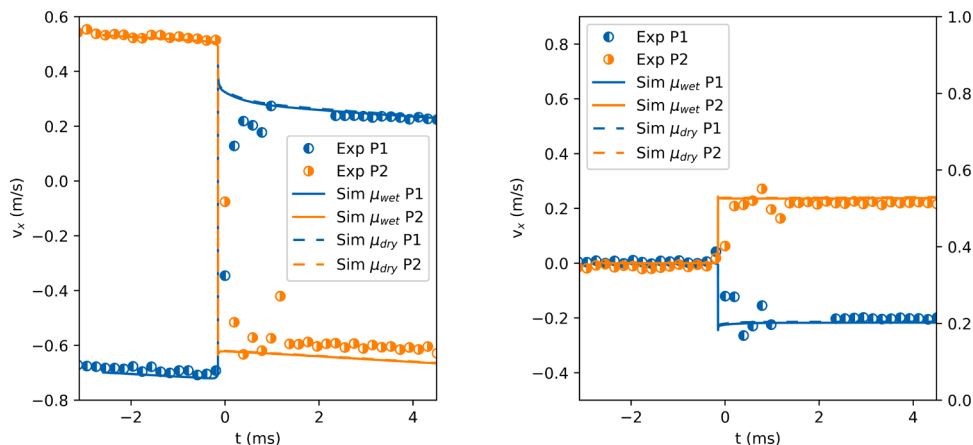 0.6
0.4
0.2
0.0
−0.2
−0.4
−0.6
−0.8
vₓ (m/s)
−2
0
2
4
t (ms)
Exp P1
Exp P2
Sim μwet P1
Sim μwet P2
Sim μdry P1
Sim μdry P2
0.8
0.6
0.4
0.2
0.0
−0.2
−0.4
vₓ (m/s)
−2
0
2
4
t (ms)
Exp P1
Exp P2
Sim μwet P1
Sim μwet P2
Sim μdry P1
Sim μdry P2
1.0
0.8
0.6
0.4
0.2
0.0